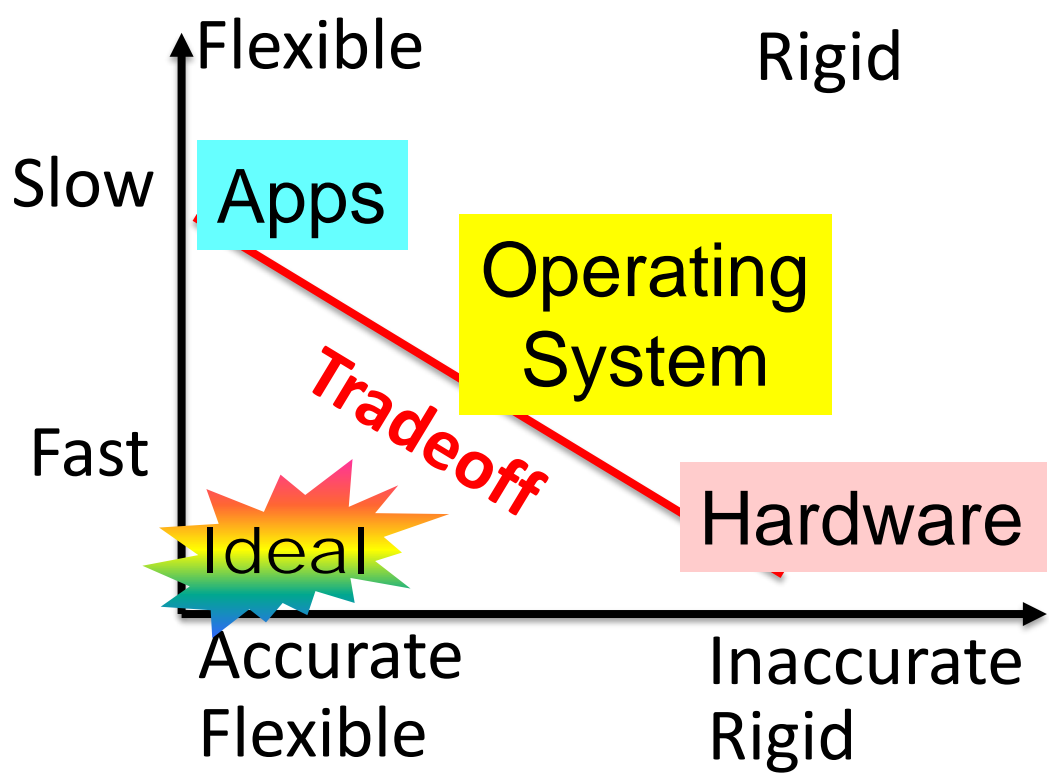 Flexible
Rigid
Slow
Apps
Operating
System
Tradeoff
Fast
Hardware
Ideal
Accurate
Flexible
Inaccurate
Rigid